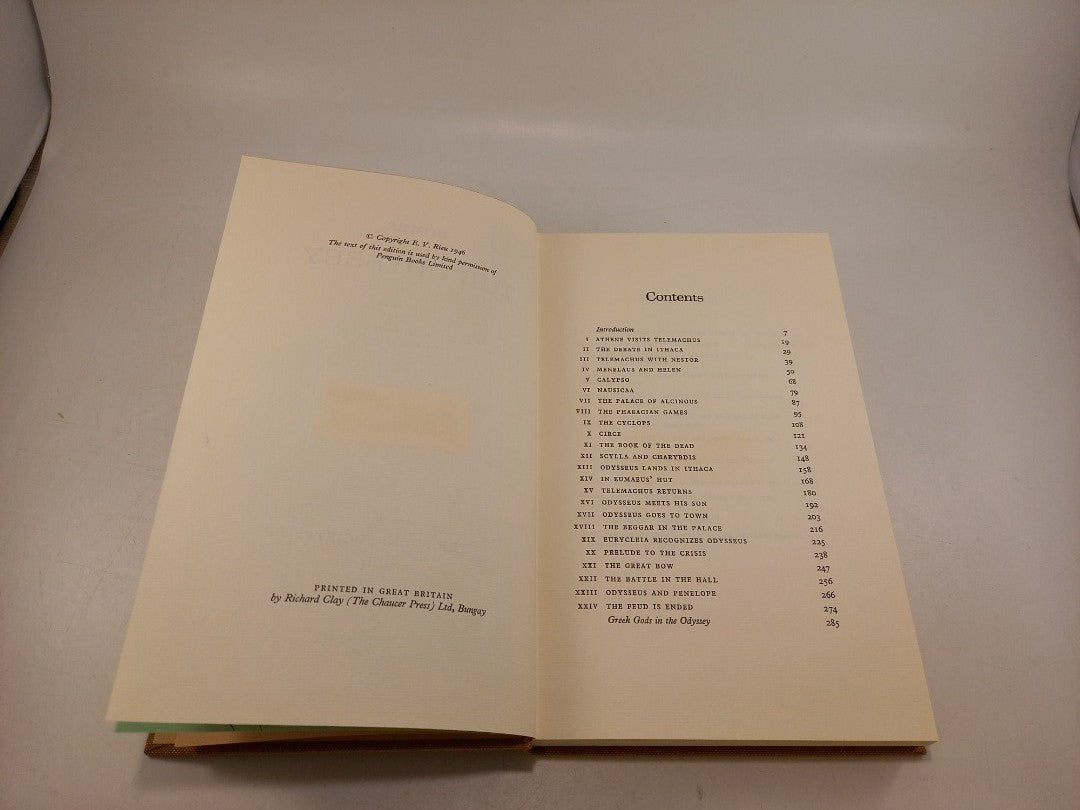 © Copyright E. V. Rieu 1946
The text of this edition is used by kind permission of
Penguin Books Limited
PRINTED IN GREAT BRITAIN
by Richard Clay (The Chaucer Press) Ltd, Bungay
Contents
Introduction 7
I ATHENE VISITS TELEMACHUS 19
II THE DEBATE IN ITHACA 29
III TELEMACHUS WITH NESTOR 39
IV MENELAUS AND HELEN 50
V CALYPSO 68
VI NAUSICAA 79
VII THE PALACE OF ALCINOUS 87
VIII THE PHAEACIAN GAMES 95
IX THE CYCLOPS 108
X CIRCE 121
XI THE BOOK OF THE DEAD 134
XII SCYLLA AND CHARYBDIS 148
XIII ODYSSEUS LANDS IN ITHACA 158
XIV IN EUMAEUS' HUT 168
XV TELEMACHUS RETURNS 180
XVI ODYSSEUS MEETS HIS SON 192
XVII ODYSSEUS GOES TO TOWN 203
XVIII THE BEGGAR IN THE PALACE 216
XIX EURYCLEIA RECOGNIZES ODYSSEUS 225
XX PRELUDE TO THE CRISIS 238
XXI THE GREAT BOW 247
XXII THE BATTLE IN THE HALL 256
XXIII ODYSSEUS AND PENELOPE 266
XXIV THE FEUD IS ENDED 274
Greek Gods in the Odyssey 285